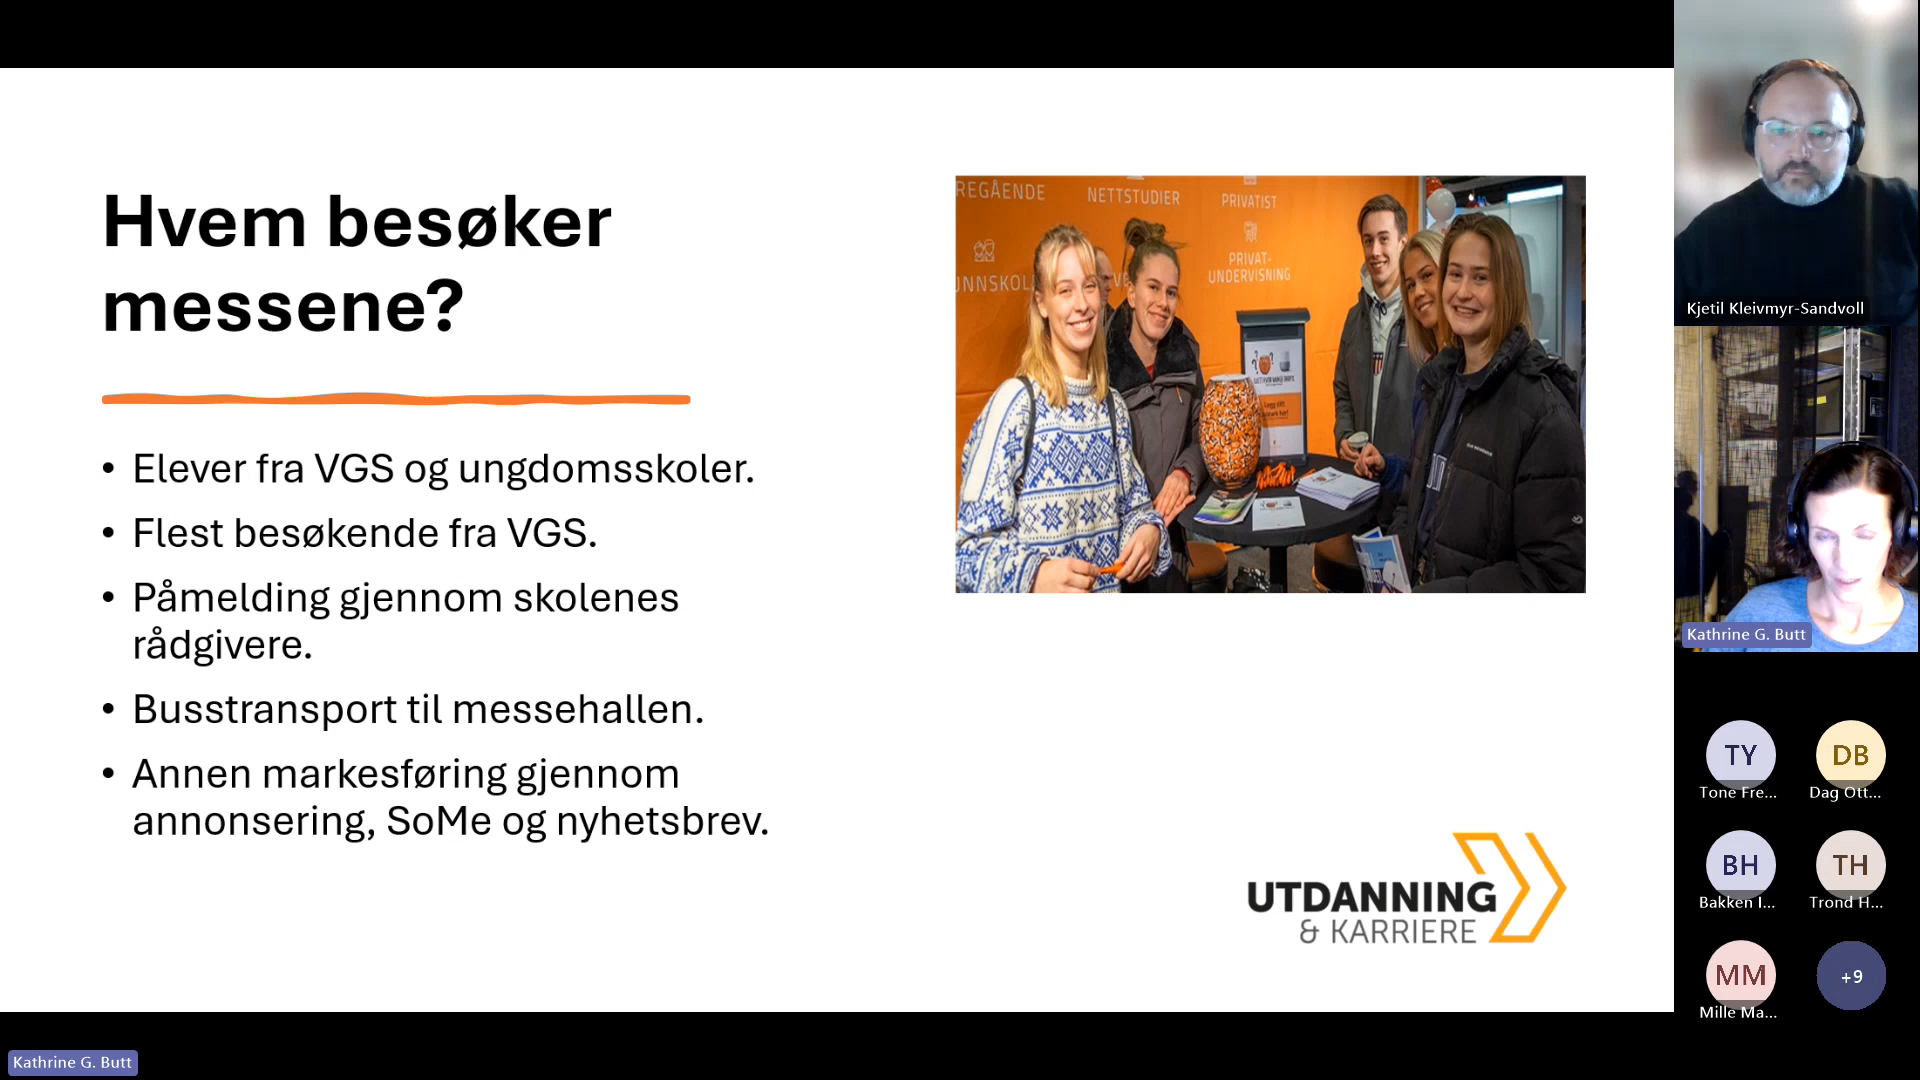 Hvem besøker
messene?
• Elever fra VGS og ungdomsskoler.
• Flest besøkende fra VGS.
• Påmelding gjennom skolenes
rådgivere.
• Busstransport til messehallen.
• Annen markesføring gjennom
annonsering, SoMe og nyhetsbrev.
REGÅENDE
NETTSTUDIER
PRIVATIST
PRIVAT-
UNDERVISNING
UNNSKOL
UTDANNING
& KARRIERE
Kjetil Kleivmyr-Sandvoll
Kathrine G. Butt
TY
Tone Fre...
DB
Dag Ott...
BH
Bakken I...
TH
Trond H...
MM
Mille Ma...
+9
Kathrine G. Butt